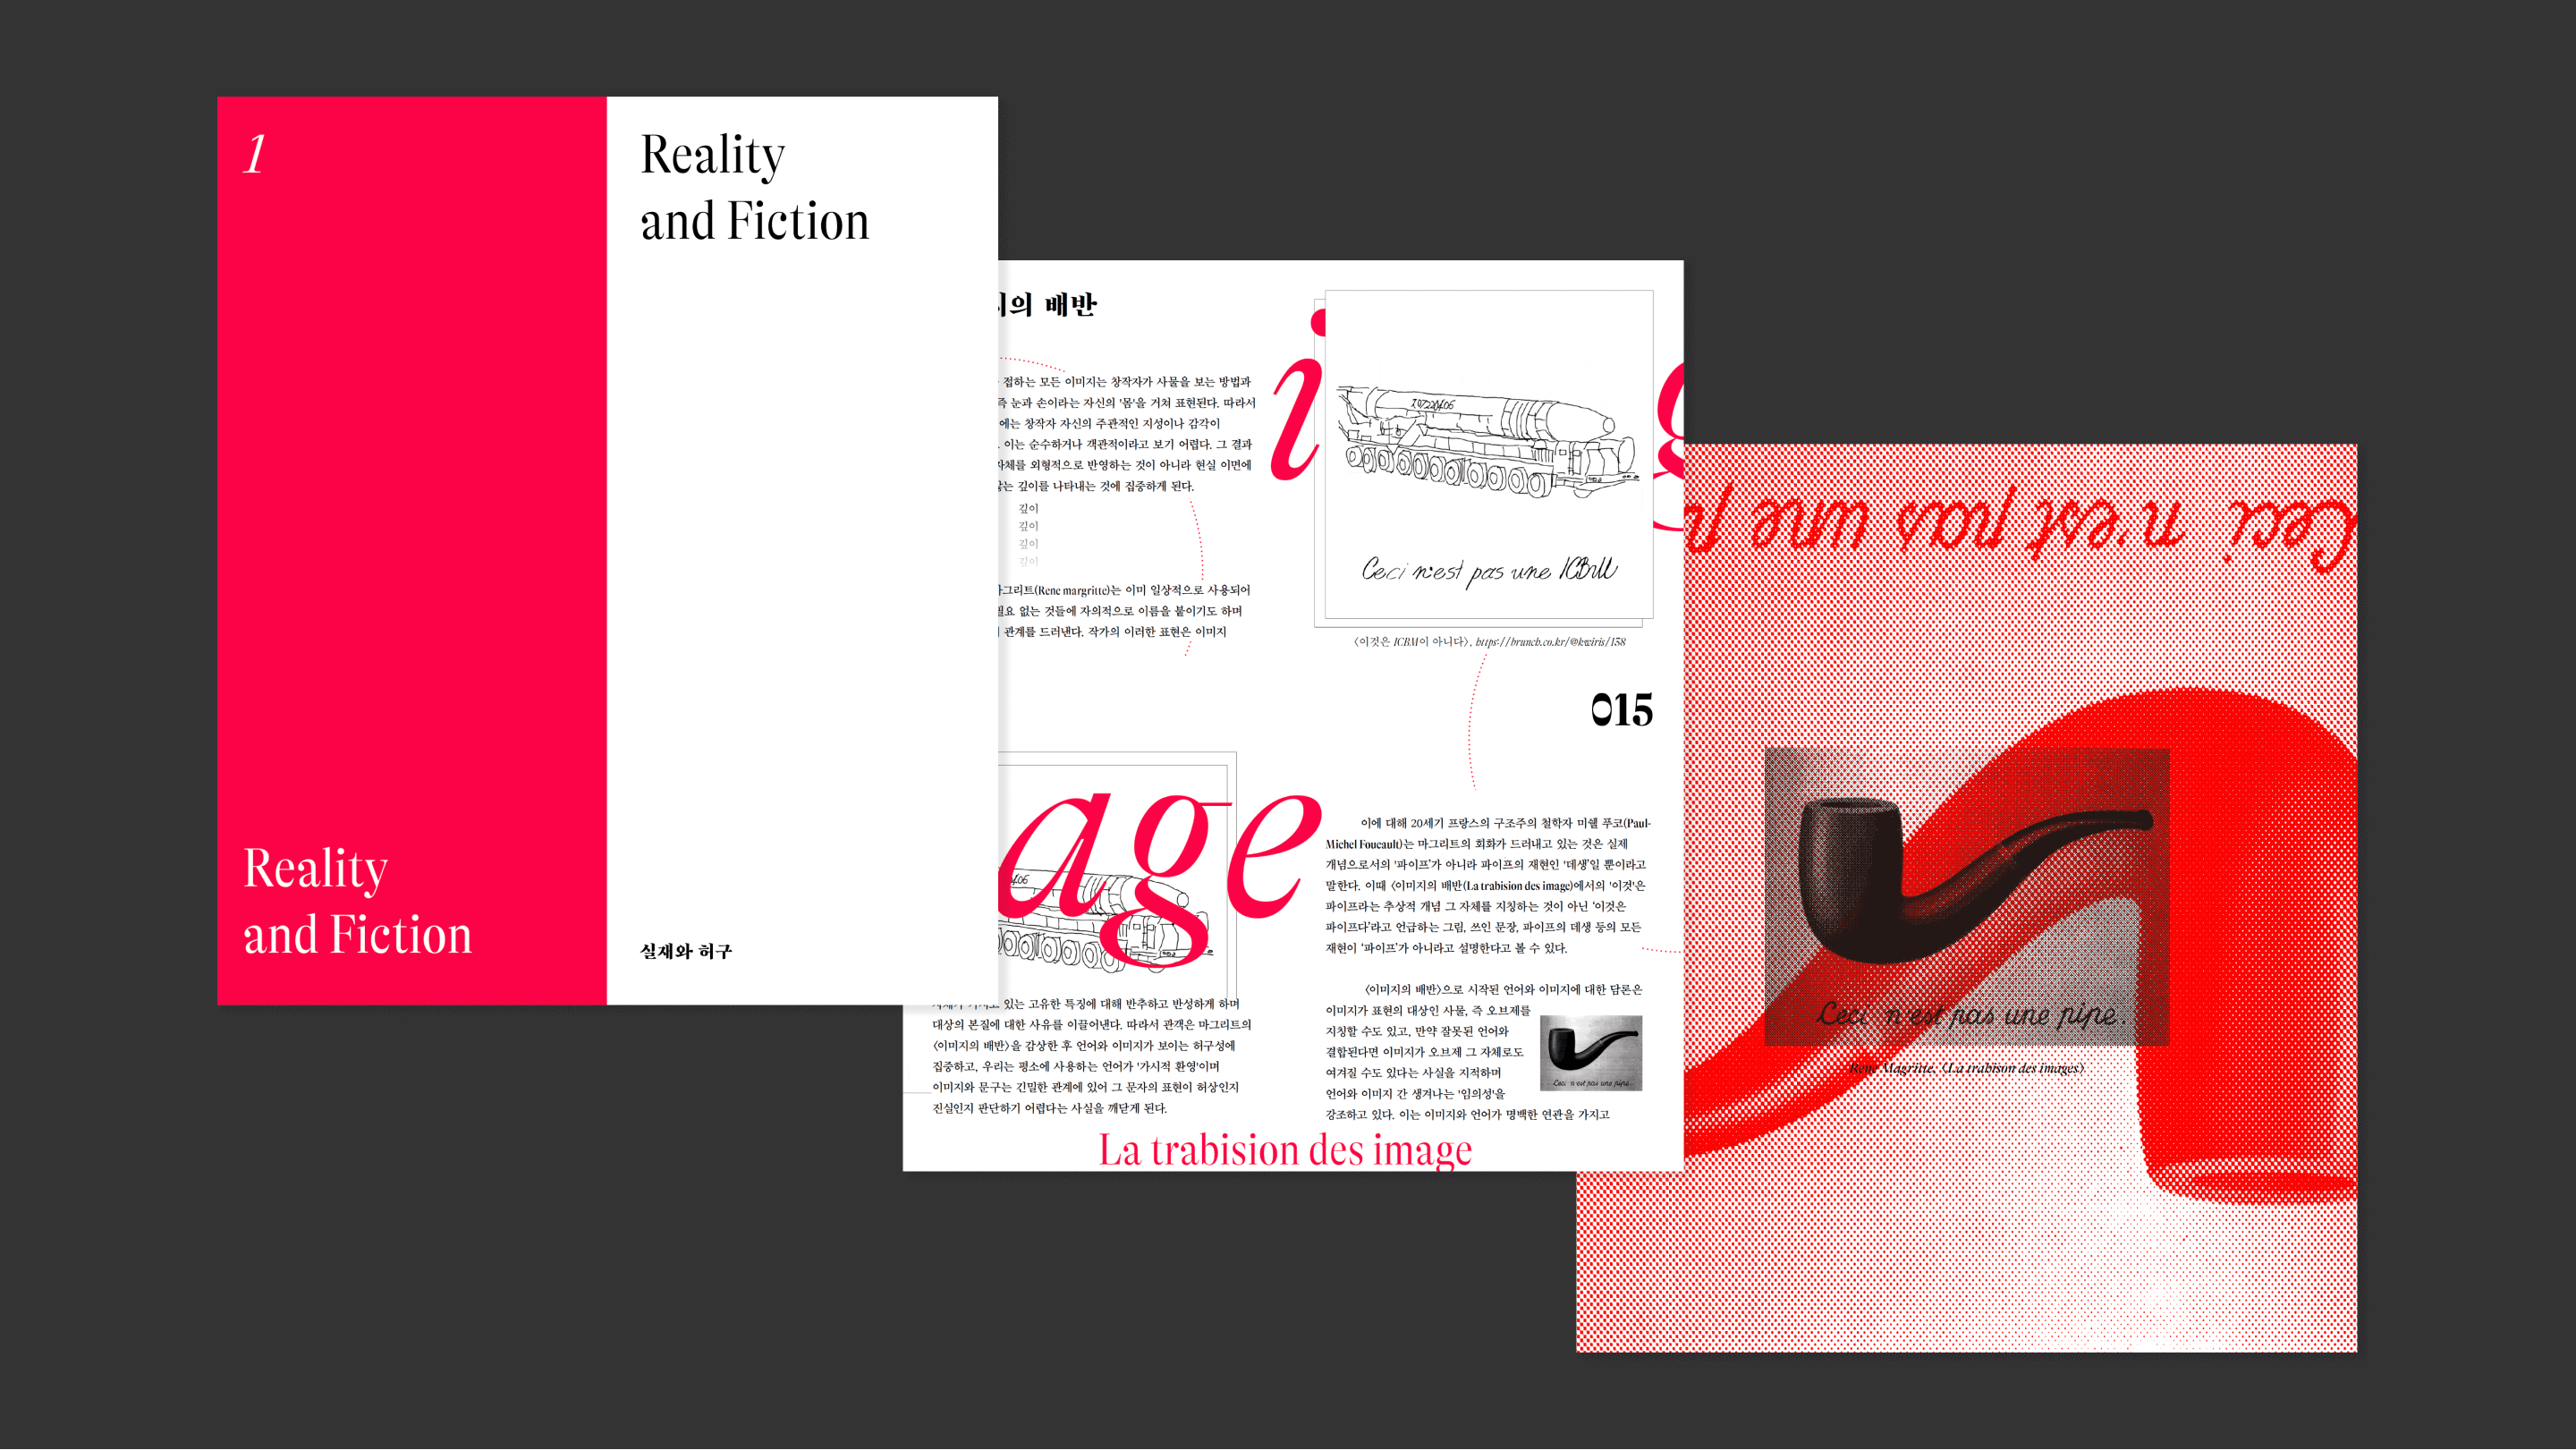 1
Reality
and Fiction
Reality
and Fiction
실재와 허구
의 배반
접하는 모든 이미지는 창작자가 사물을 보는 방법과
즉 눈과 손이라는 자신의 '몸'을 거쳐 표현된다. 따라서
에는 창작자 자신의 주관적인 지성이나 감각이
이는 순수하거나 객관적이라고 보기 어렵다. 그 결과
자체를 외형적으로 반영하는 것이 아니라 현실 이면에
않는 깊이를 나타내는 것에 집중하게 된다.
깊이
깊이
깊이
깊이
마그리트(Rene margritte)는 이미 일상적으로 사용되어
필요 없는 것들에 자의적으로 이름을 붙이기도 하며
관계를 드러낸다. 작가의 이러한 표현은 이미지
i
g
Ceci n'est pas une ICBM
〈이것은 ICBM이 아니다〉, https://brunch.co.kr/@kwiris/138
015
age
있는 고유한 특징에 대해 반추하고 반성하게 하며
대상의 본질에 대한 사유를 이끌어낸다. 따라서 관객은 마그리트의
〈이미지의 배반〉을 감상한 후 언어와 이미지가 보이는 허구성에
집중하고, 우리는 평소에 사용하는 언어가 '가시적 환영'이며
이미지와 문구는 긴밀한 관계에 있어 그 문자의 표현이 허상인지
진실인지 판단하기 어렵다는 사실을 깨닫게 된다.
이에 대해 20세기 프랑스의 구조주의 철학자 미쉘 푸코(Paul-
Michel Foucault)는 마그리트의 회화가 드러내고 있는 것은 실제
개념으로서의 '파이프'가 아니라 파이프의 재현인 '데생'일 뿐이라고
말한다. 이때 〈이미지의 배반(La trabision des image)에서의 '이것'은
파이프라는 추상적 개념 그 자체를 지칭하는 것이 아닌 '이것은
파이프다'라고 언급하는 그림, 쓰인 문장, 파이프의 데생 등의 모든
재현이 '파이프'가 아니라고 설명한다고 볼 수 있다.
〈이미지의 배반〉으로 시작된 언어와 이미지에 대한 담론은
이미지가 표현의 대상인 사물, 즉 오브제를
지칭할 수도 있고, 만약 잘못된 언어와
결합된다면 이미지가 오브제 그 자체로도
여겨질 수도 있다는 사실을 지적하며
언어와 이미지 간 생겨나는 '임의성'을
강조하고 있다. 이는 이미지와 언어가 명백한 연관을 가지고
Ceci n'est pas une pipe.
La trabision des image
Ceci n'est pas une p
Ceci n'est pas une pipe.
Rene Magritte, 〈La trabison des images〉